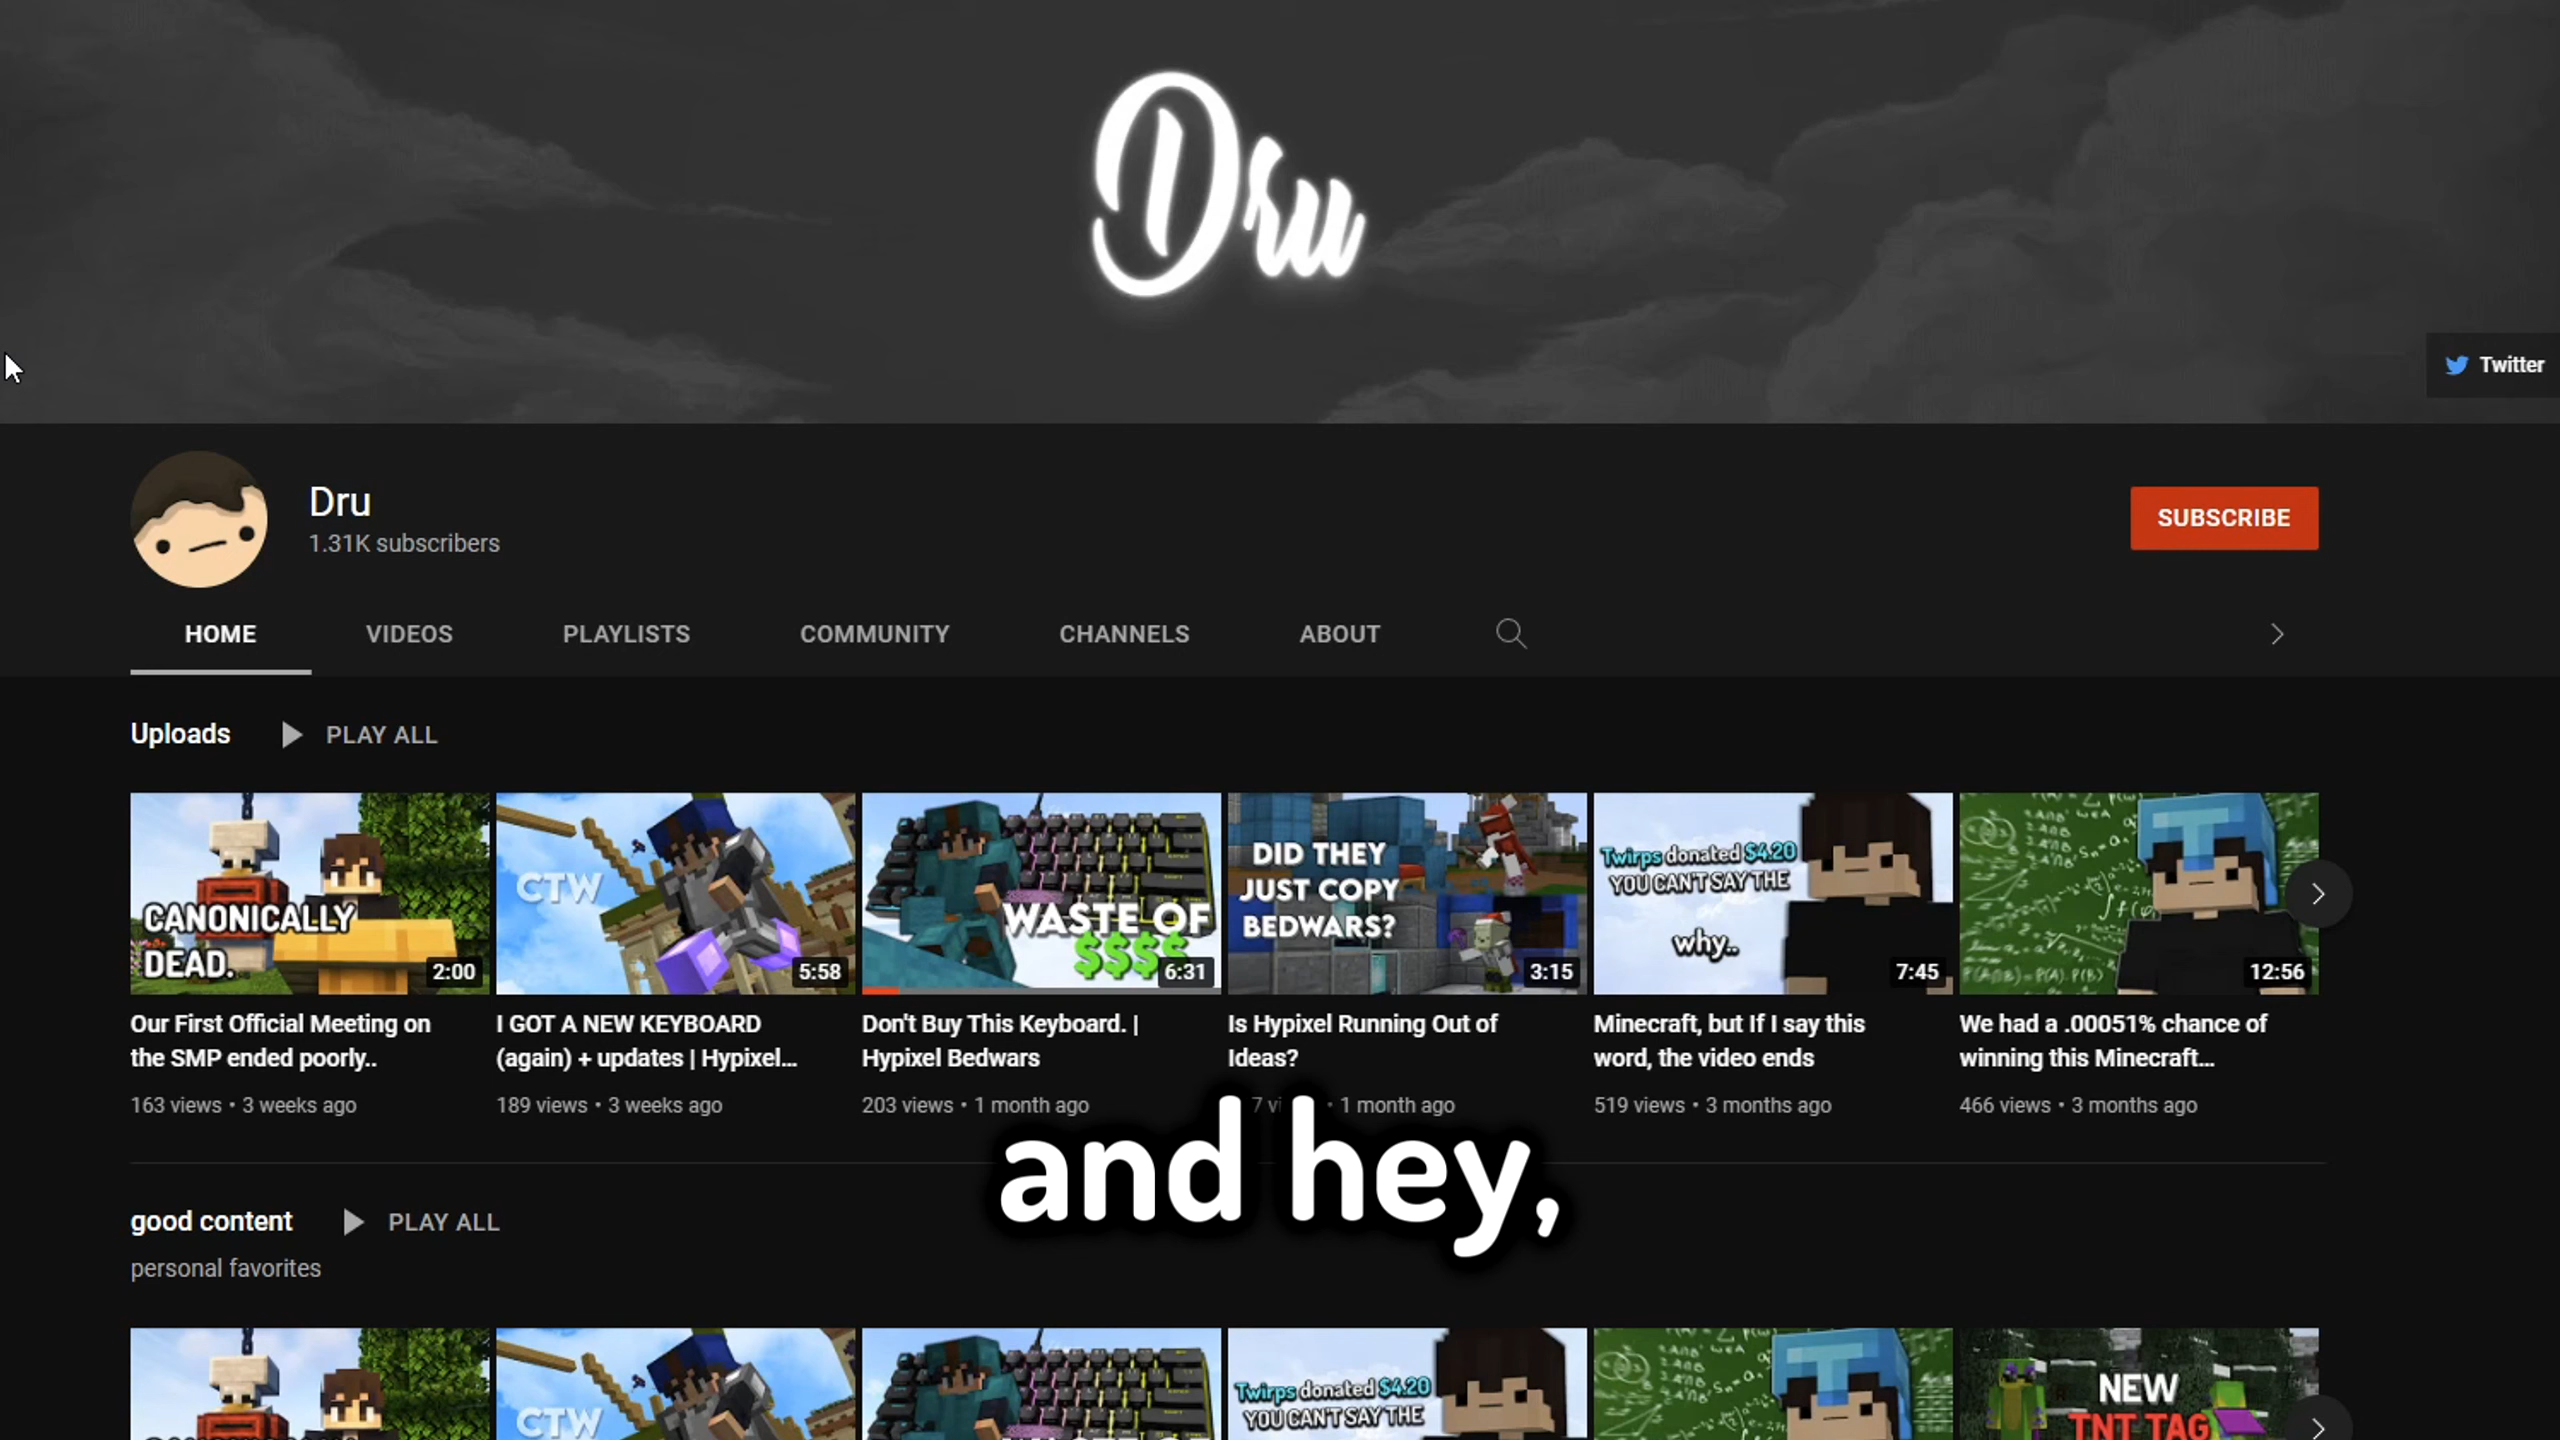 Dru
Twitter
Dru
1.31K subscribers
SUBSCRIBE
HOME VIDEOS PLAYLISTS COMMUNITY CHANNELS ABOUT
Uploads PLAY ALL
CANONICALLY
DEAD.
2:00
CTW
5:58
WASTE OF
$$$$
6:31
DID THEY
JUST COPY
BEDWARS?
3:15
Twirps donated $4.20
YOU CAN'T SAY THE
why..
7:45
12:56
Our First Official Meeting on
the SMP ended poorly..
163 views • 3 weeks ago
I GOT A NEW KEYBOARD
(again) + updates | Hypixel...
189 views • 3 weeks ago
Don't Buy This Keyboard. |
Hypixel Bedwars
203 views • 1 month ago
Is Hypixel Running Out of
Ideas?
• 1 month ago
Minecraft, but If I say this
word, the video ends
519 views • 3 months ago
We had a .00051% chance of
winning this Minecraft...
466 views • 3 months ago
and hey,
good content PLAY ALL
personal favorites
CTW
Twirps donated $4.20
YOU CAN'T SAY THE
NEW
TNT TAG